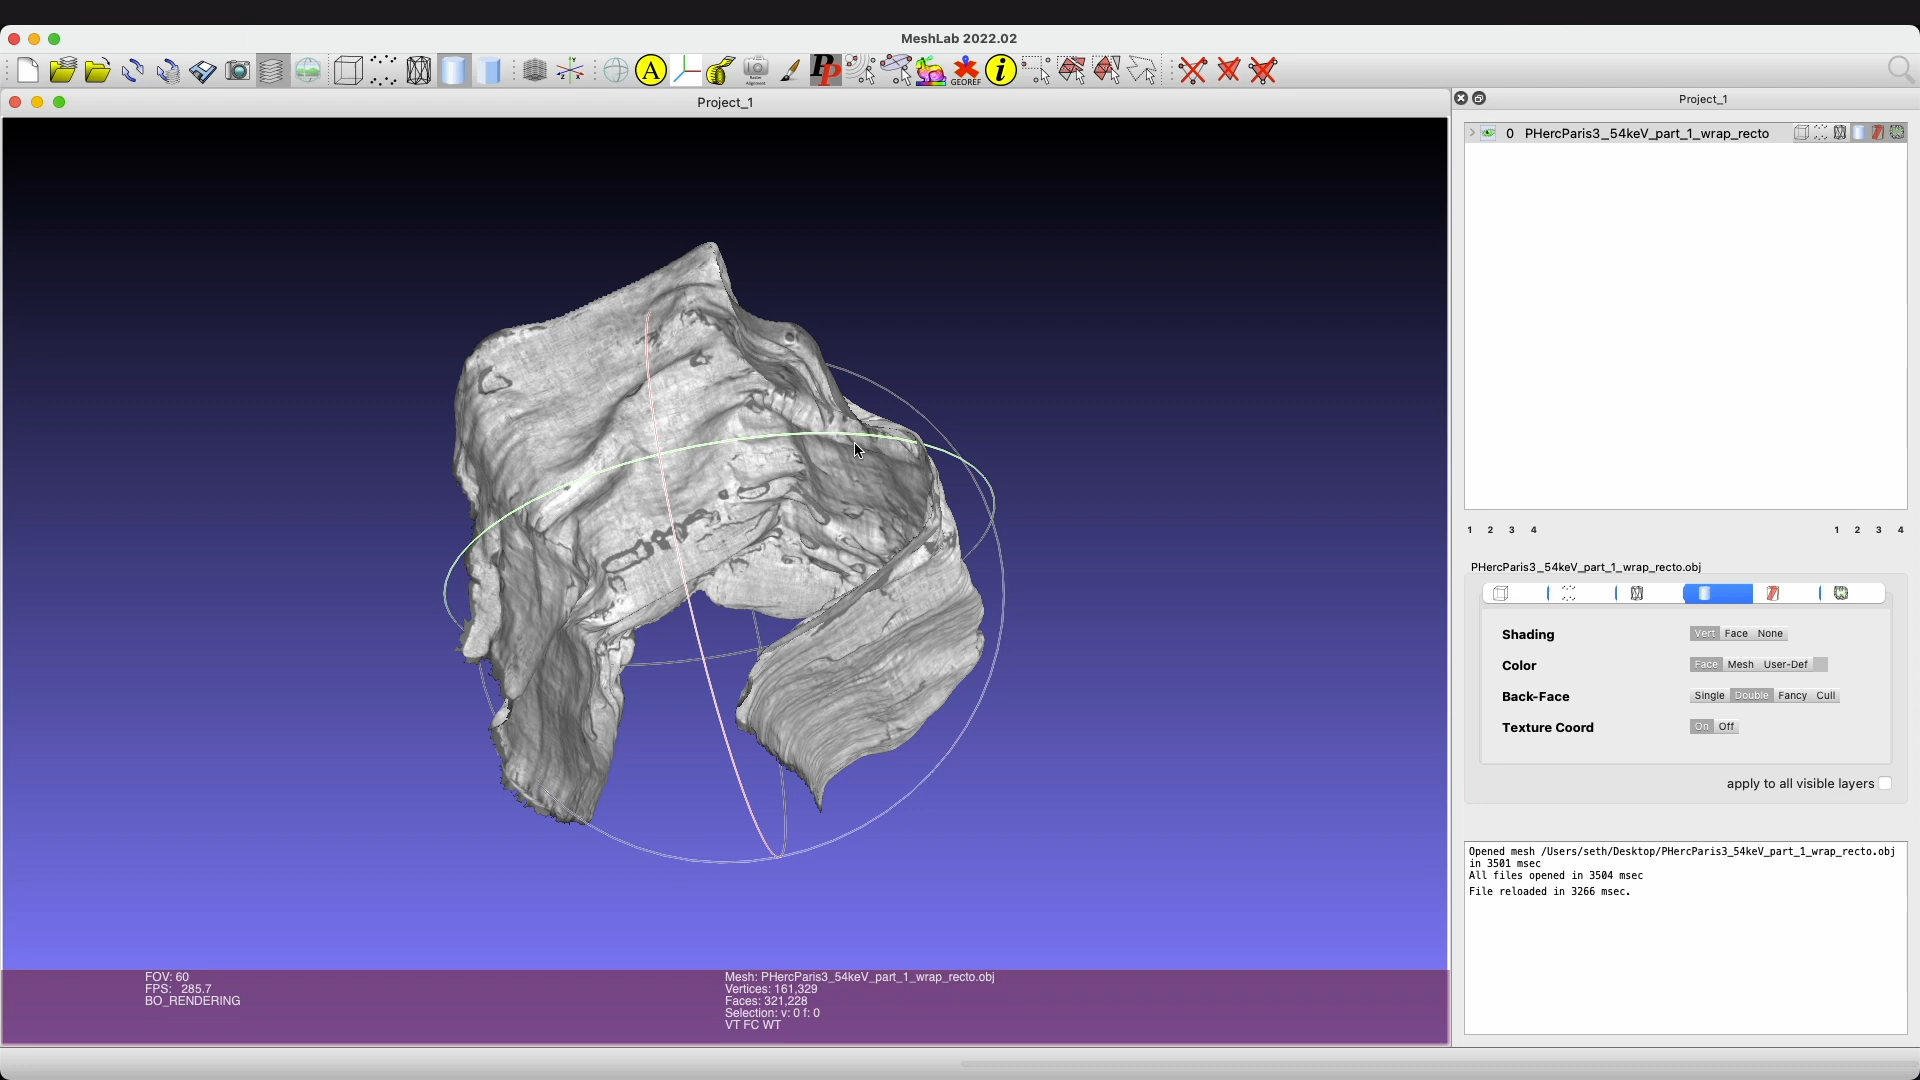 MeshLab 2022.02
A
P
P
GEOREF
i
Project_1
Project_1
0 PHercParis3_54keV_part_1_wrap_recto
1 2 3 4
1 2 3 4
PHercParis3_54keV_part_1_wrap_recto.obj
Shading
Vert Face None
Color
Face Mesh User-Def
Back-Face
Single Double Fancy Cull
Texture Coord
On Off
apply to all visible layers
Opened mesh /Users/seth/Desktop/PHercParis3_54keV_part_1_wrap_recto.obj
in 3501 msec
All files opened in 3504 msec
File reloaded in 3266 msec.
FOV: 60
FPS: 285.7
BO_RENDERING
Mesh: PHercParis3_54keV_part_1_wrap_recto.obj
Vertices: 161,329
Faces: 321,228
Selection: v: 0 f: 0
VT FC WT